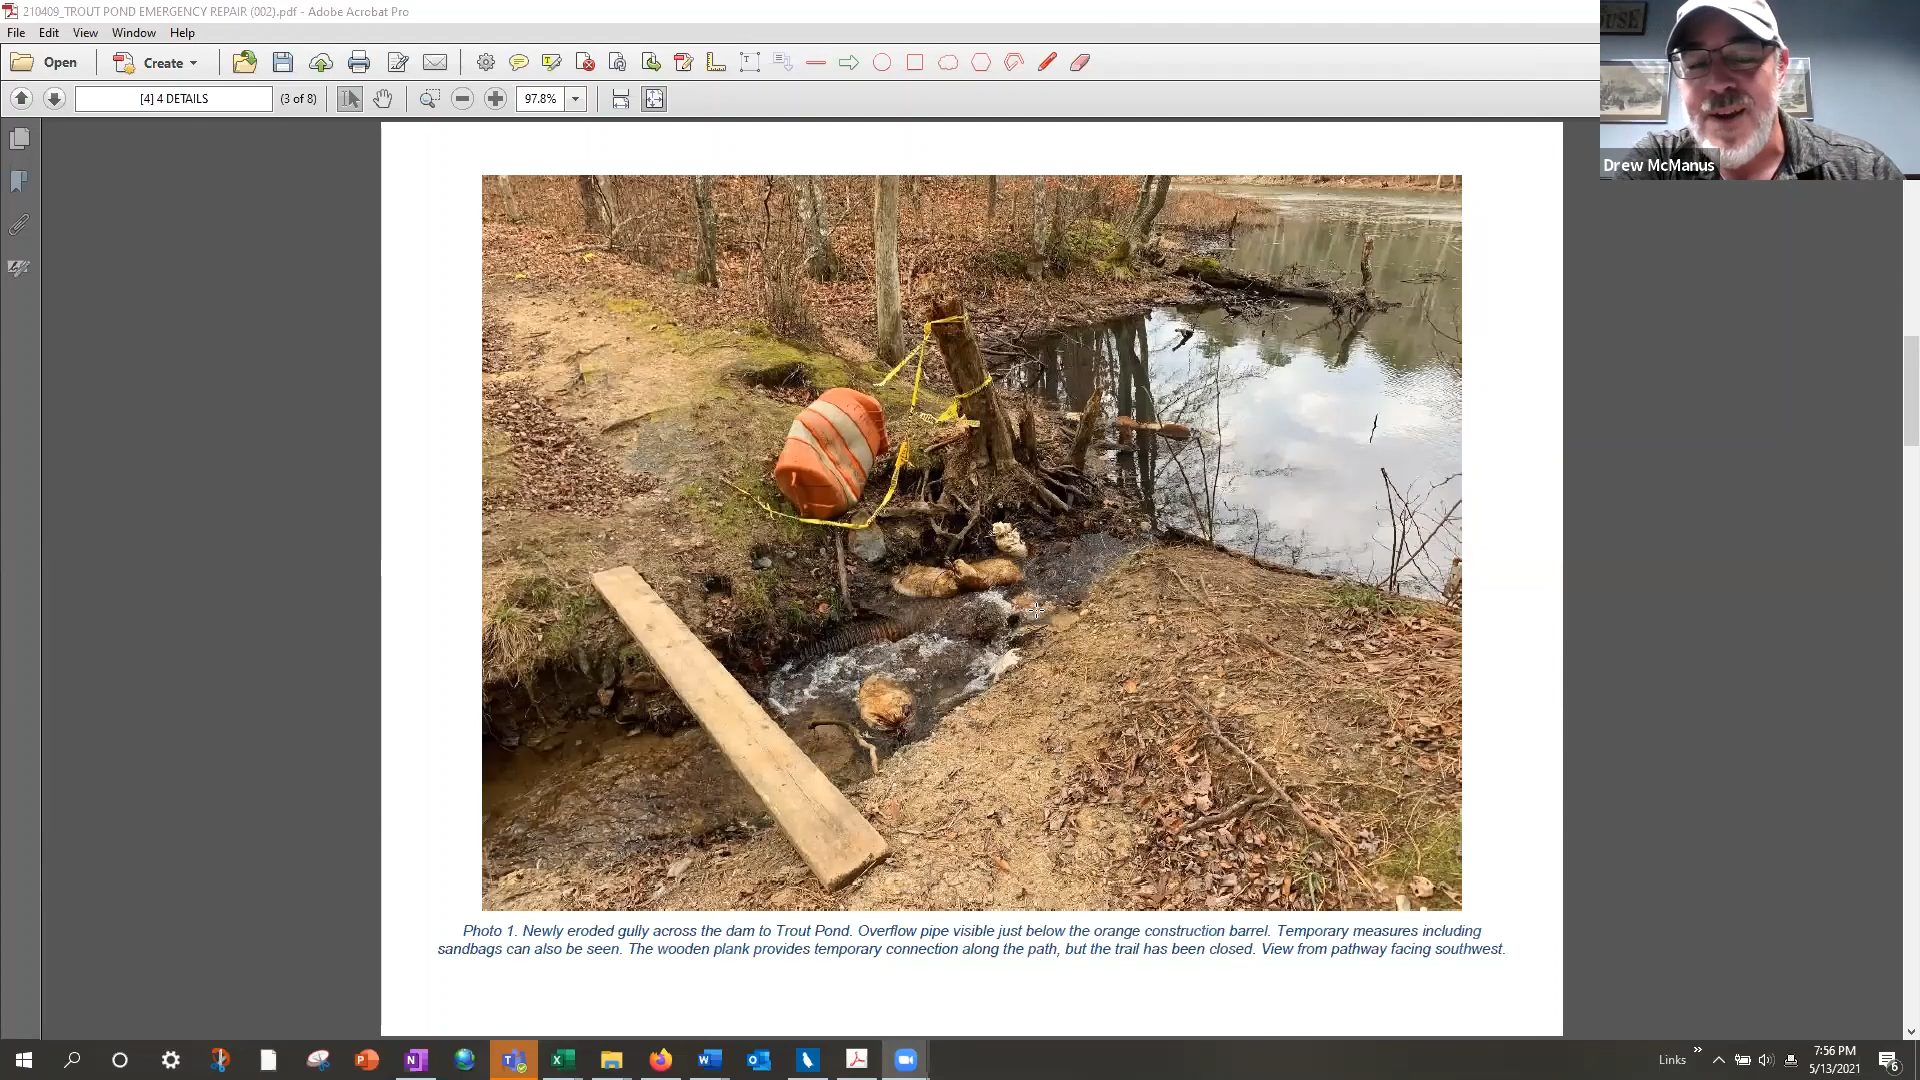 210409_TROUT POND EMERGENCY REPAIR (002).pdf - Adobe Acrobat Pro
File Edit View Window Help
Open Create
[4] 4 DETAILS (3 of 8) 97.8%
OUSE
Drew McManus
Photo 1. Newly eroded gully across the dam to Trout Pond. Overflow pipe visible just below the orange construction barrel. Temporary measures including
sandbags can also be seen. The wooden plank provides temporary connection along the path, but the trail has been closed. View from pathway facing southwest.
Links
7:56 PM
5/13/2021
6